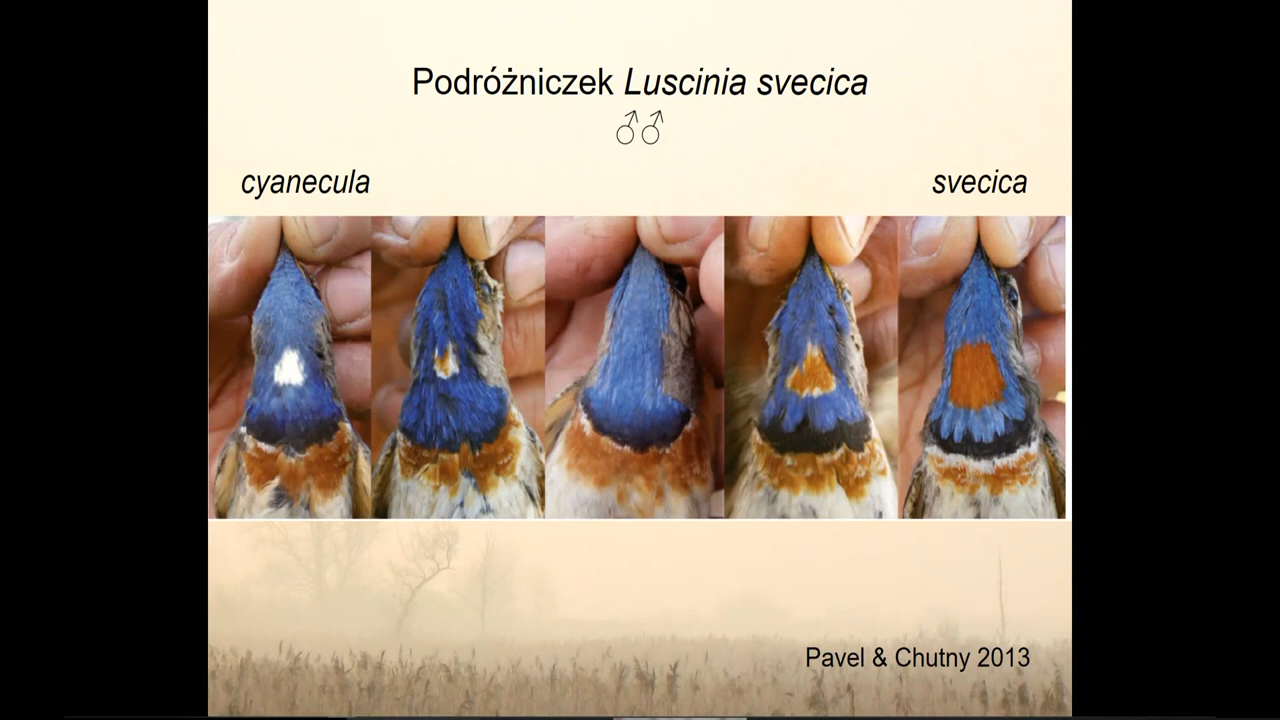 Podróżniczek Luscinia svecica
♂♂
cyanecula
svecica
Pavel & Chutny 2013